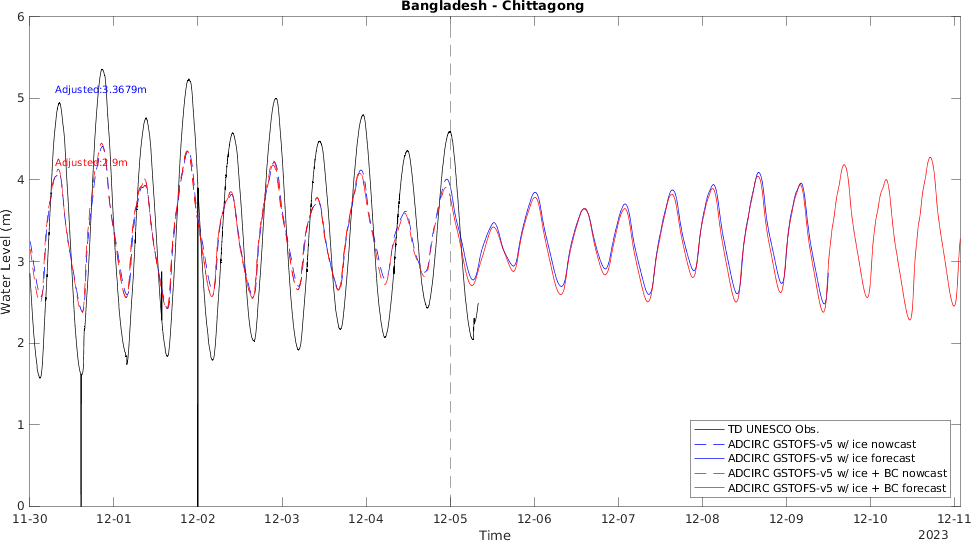 Bangladesh - Chittagong
Water Level (m)
6
5
4
3
2
1
0
Adjusted:3.3679m
Adjusted:2.9m
TD UNESCO Obs.
ADCIRC GSTOFS-v5 w/ ice nowcast
ADCIRC GSTOFS-v5 w/ ice forecast
ADCIRC GSTOFS-v5 w/ ice + BC nowcast
ADCIRC GSTOFS-v5 w/ ice + BC forecast
11-30 12-01 12-02 12-03 12-04 12-05 12-06 12-07 12-08 12-09 12-10 12-11
Time
2023